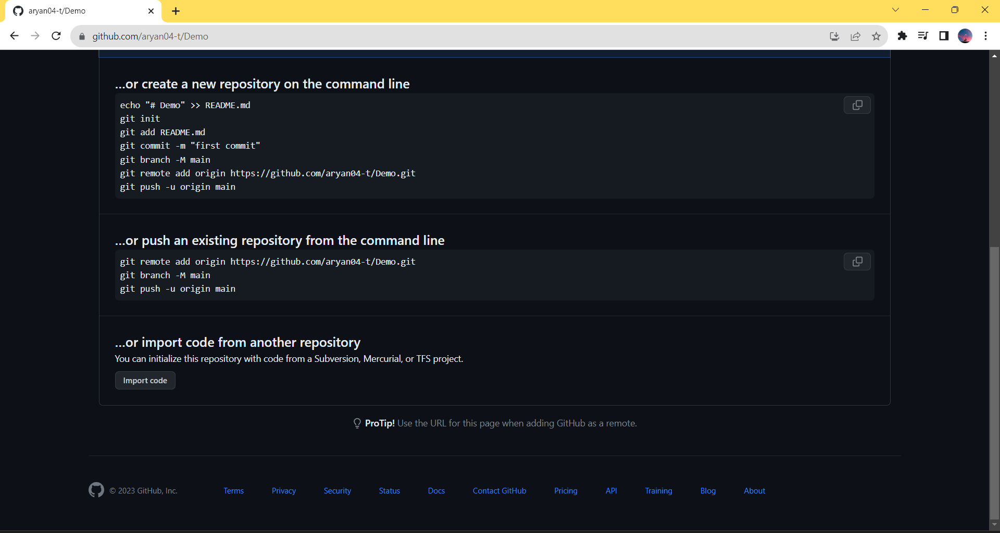 aryan04-t/Demo
github.com/aryan04-t/Demo
...or create a new repository on the command line
echo "# Demo" >> README.md
git init
git add README.md
git commit -m "first commit"
git branch -M main
git remote add origin https://github.com/aryan04-t/Demo.git
git push -u origin main
...or push an existing repository from the command line
git remote add origin https://github.com/aryan04-t/Demo.git
git branch -M main
git push -u origin main
...or import code from another repository
You can initialize this repository with code from a Subversion, Mercurial, or TFS project.
Import code
ProTip! Use the URL for this page when adding GitHub as a remote.
© 2023 GitHub, Inc. Terms Privacy Security Status Docs Contact GitHub Pricing API Training Blog About